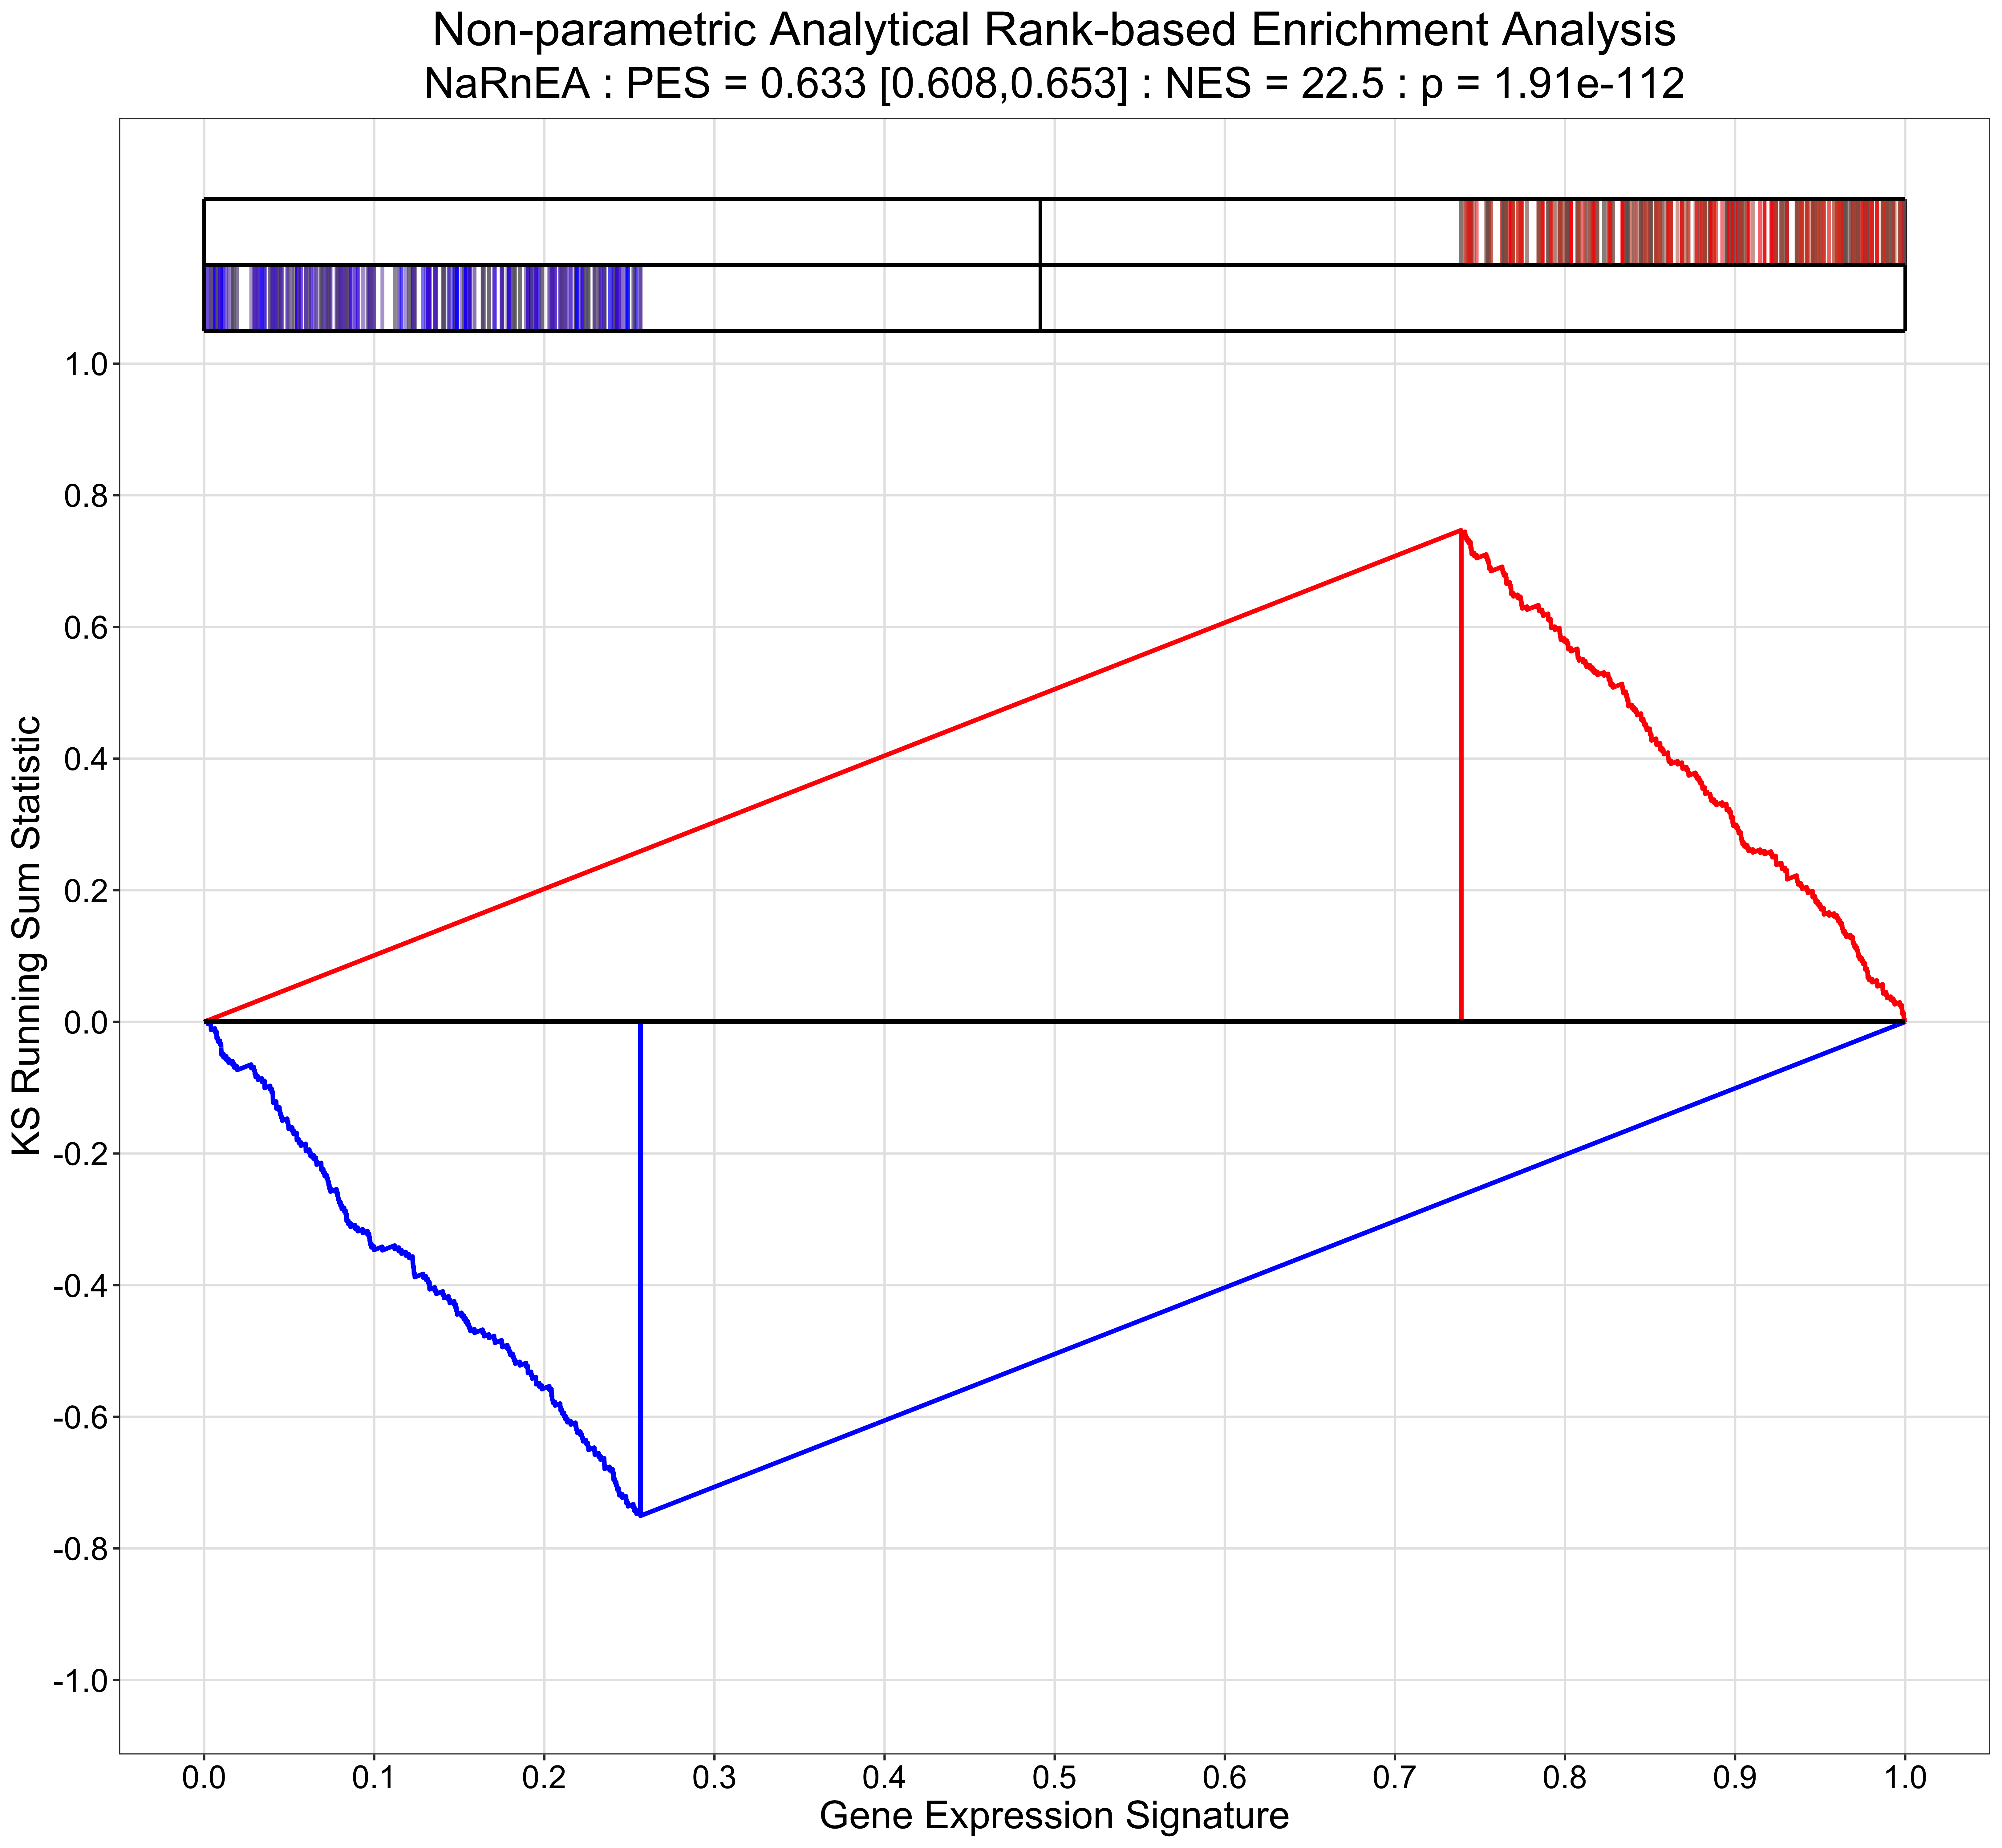 Non-parametric Analytical Rank-based Enrichment Analysis
NaRnEA : PES = 0.633 [0.608,0.653] : NES = 22.5 : p = 1.91e-112
1.0
0.8
0.6
0.4
0.2
0.0
-0.2
-0.4
-0.6
-0.8
-1.0
KS Running Sum Statistic
0.0 0.1 0.2 0.3 0.4 0.5 0.6 0.7 0.8 0.9 1.0
Gene Expression Signature